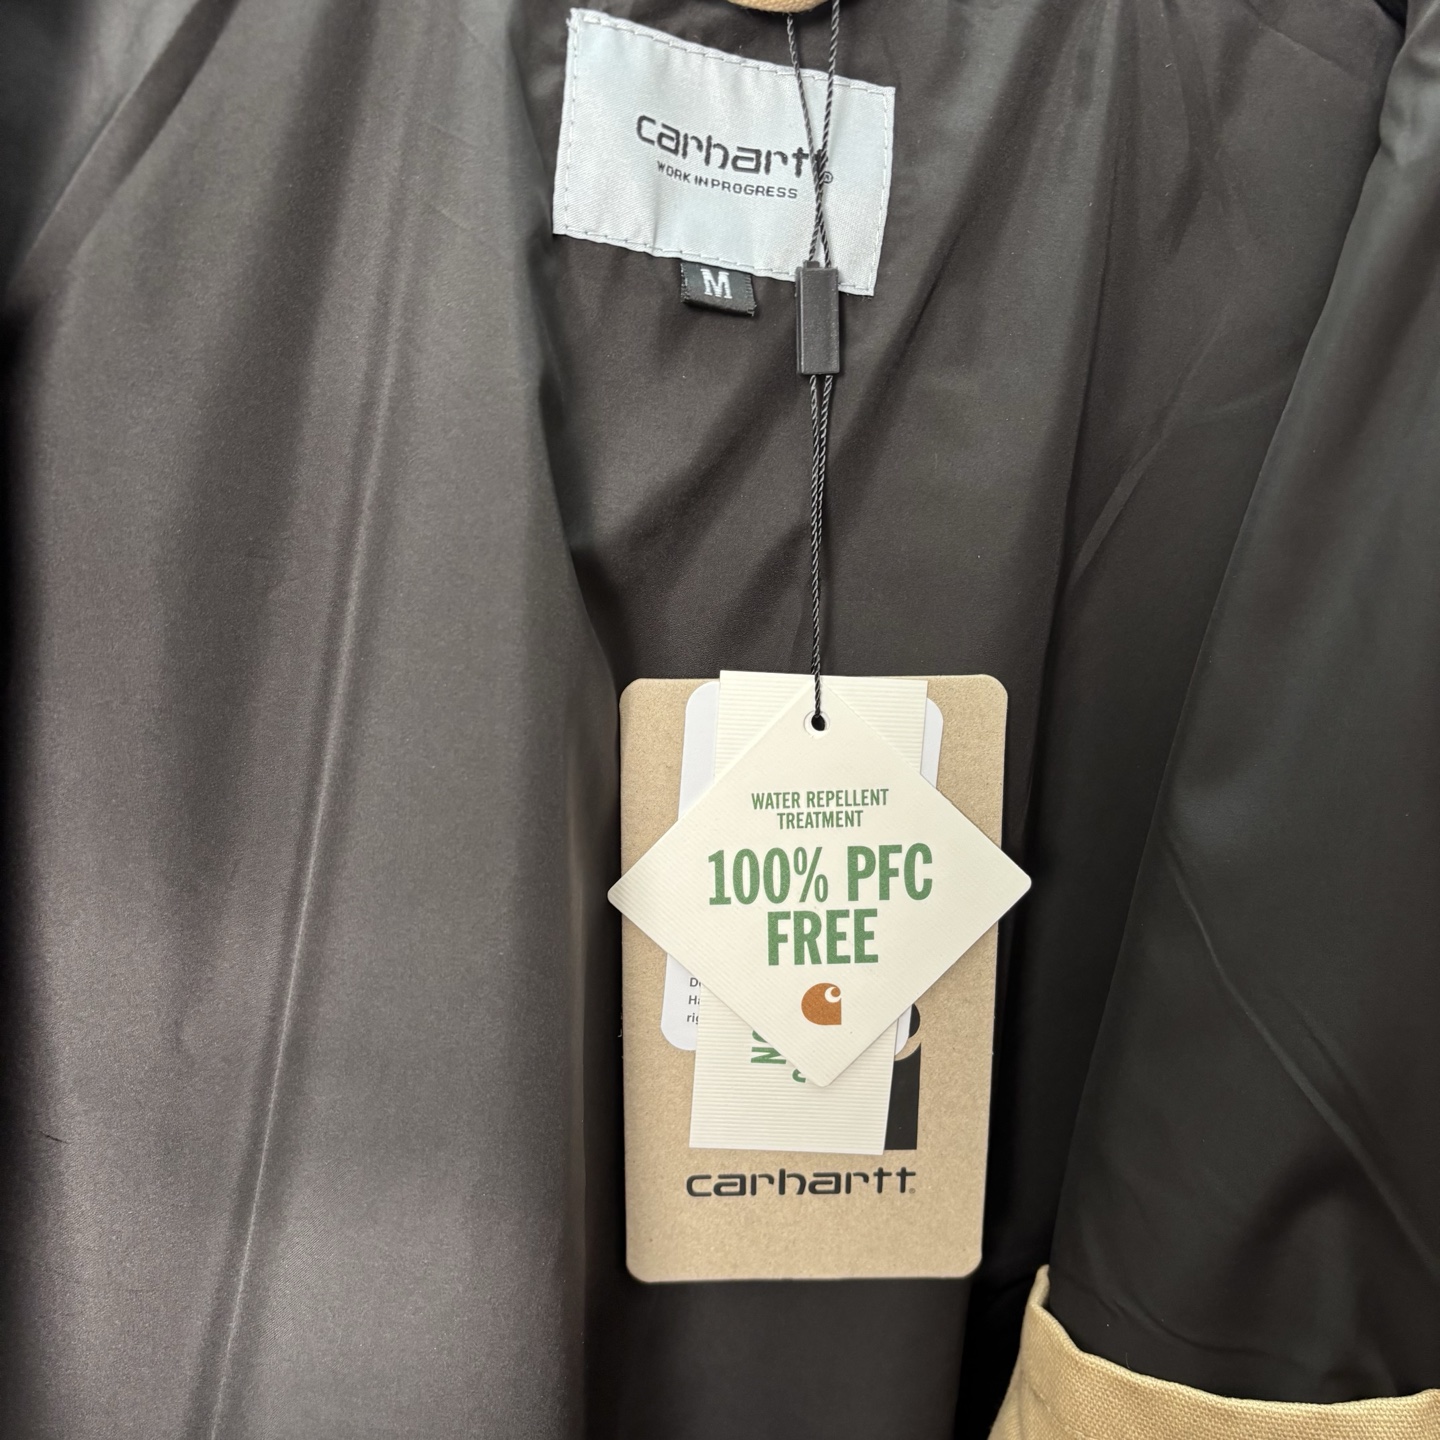 carhartt
WORK IN PROGRESS
M
WATER REPELLENT
TREATMENT
100% PFC
FREE
carhartt